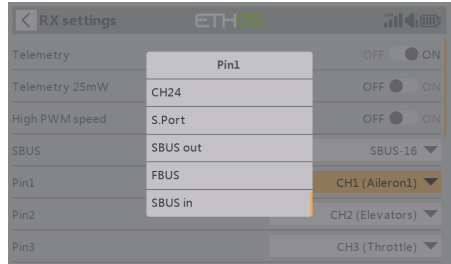 RX settings
ETHOS
Telemetry
OFF ON
Telemetry 25mW
OFF ON
High PWM speed
OFF ON
SBUS
SBUS-16
Pin1
CH1 (Aileron1)
Pin2
CH2 (Elevators)
Pin3
CH3 (Throttle)
Pin1
CH24
S.Port
SBUS out
FBUS
SBUS in